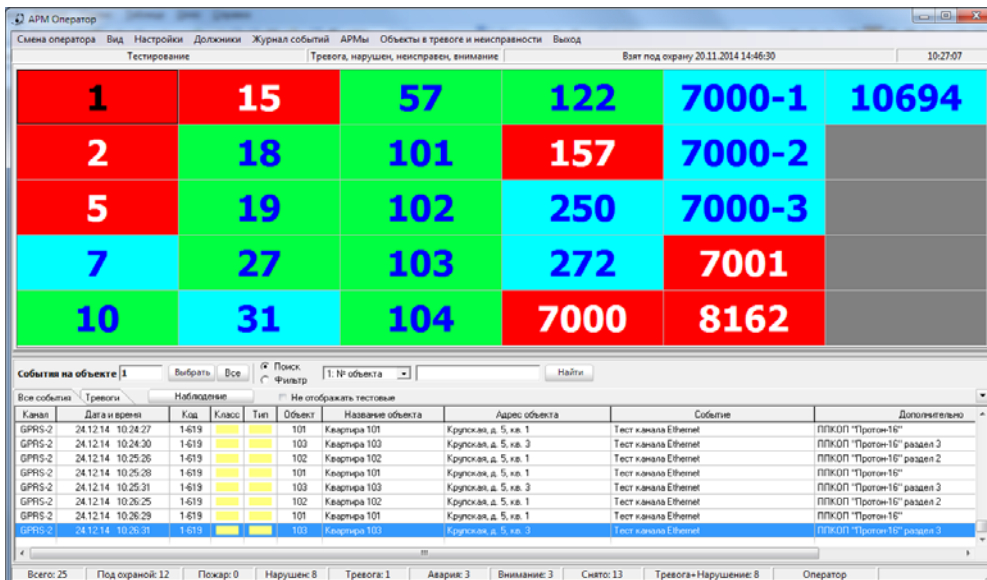 АРМ Оператор
Смена оператора Вид Настройки Должники Журнал событий АРМы Объекты в тревоге и неисправности Выход
Тестирование Тревога, нарушен, неисправен, внимание Взят под охрану 20.11.2014 14:46:30 10:27:07
1 15 57 122 7000-1 10694
2 18 101 157 7000-2
5 19 102 250 7000-3
7 27 103 272 7001
10 31 104 7000 8162
События на объекте 1 Выбрать Все Поиск Фильтр 1: № объекта Найти
Все события Тревоги Наблюдение Не отображать тестовые
Канал Дата и время Код Класс Тип Объект Название объекта Адрес объекта Событие Дополнительно
GPRS-2 24.12.14 10:24:27 1-619 101 Квартира 101 Крупская, д. 5, кв. 1 Тест канала Ethernet ППКОП "Протон-16"
GPRS-2 24.12.14 10:24:30 1-619 103 Квартира 103 Крупская, д. 5, кв. 3 Тест канала Ethernet ППКОП "Протон-16" раздел 3
GPRS-2 24.12.14 10:25:26 1-619 102 Квартира 102 Крупская, д. 5, кв. 1 Тест канала Ethernet ППКОП "Протон-16" раздел 2
GPRS-2 24.12.14 10:25:28 1-619 101 Квартира 101 Крупская, д. 5, кв. 1 Тест канала Ethernet ППКОП "Протон-16"
GPRS-2 24.12.14 10:25:31 1-619 103 Квартира 103 Крупская, д. 5, кв. 3 Тест канала Ethernet ППКОП "Протон-16" раздел 3
GPRS-2 24.12.14 10:26:25 1-619 102 Квартира 102 Крупская, д. 5, кв. 1 Тест канала Ethernet ППКОП "Протон-16" раздел 2
GPRS-2 24.12.14 10:26:29 1-619 101 Квартира 101 Крупская, д. 5, кв. 1 Тест канала Ethernet ППКОП "Протон-16"
GPRS-2 24.12.14 10:26:31 1-619 103 Квартира 103 Крупская, д. 5, кв. 3 Тест канала Ethernet ППКОП "Протон-16" раздел 3
Всего: 25 Под охраной: 12 Пожар: 0 Нарушен: 8 Тревога: 1 Авария: 3 Внимание: 3 Снято: 13 Тревога+Нарушение: 8 Оператор